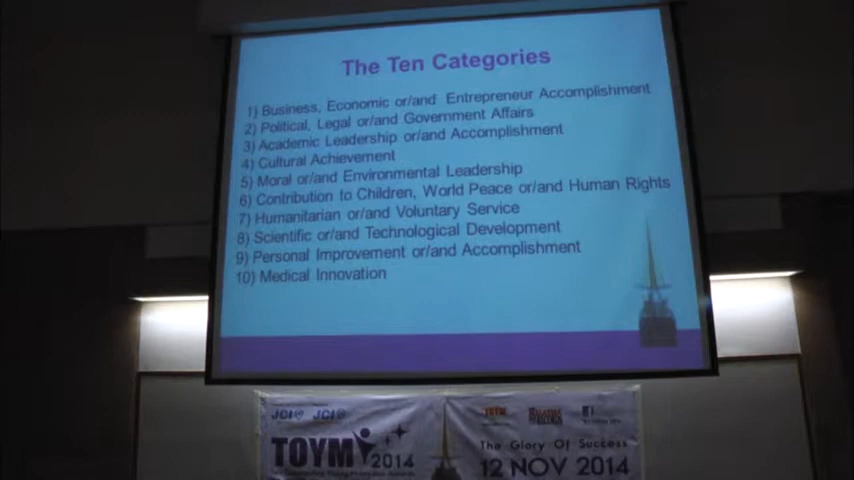 The Ten Categories
1) Business, Economic or/and Entrepreneur Accomplishment
2) Political, Legal or/and Government Affairs
3) Academic Leadership or/and Accomplishment
4) Cultural Achievement
5) Moral or/and Environmental Leadership
6) Contribution to Children, World Peace or/and Human Rights
7) Humanitarian or/and Voluntary Service
8) Scientific or/and Technological Development
9) Personal Improvement or/and Accomplishment
10) Medical Innovation
JCI JCI
TOYM 2014
TOYM
The Glory Of Success
12 NOV 2014